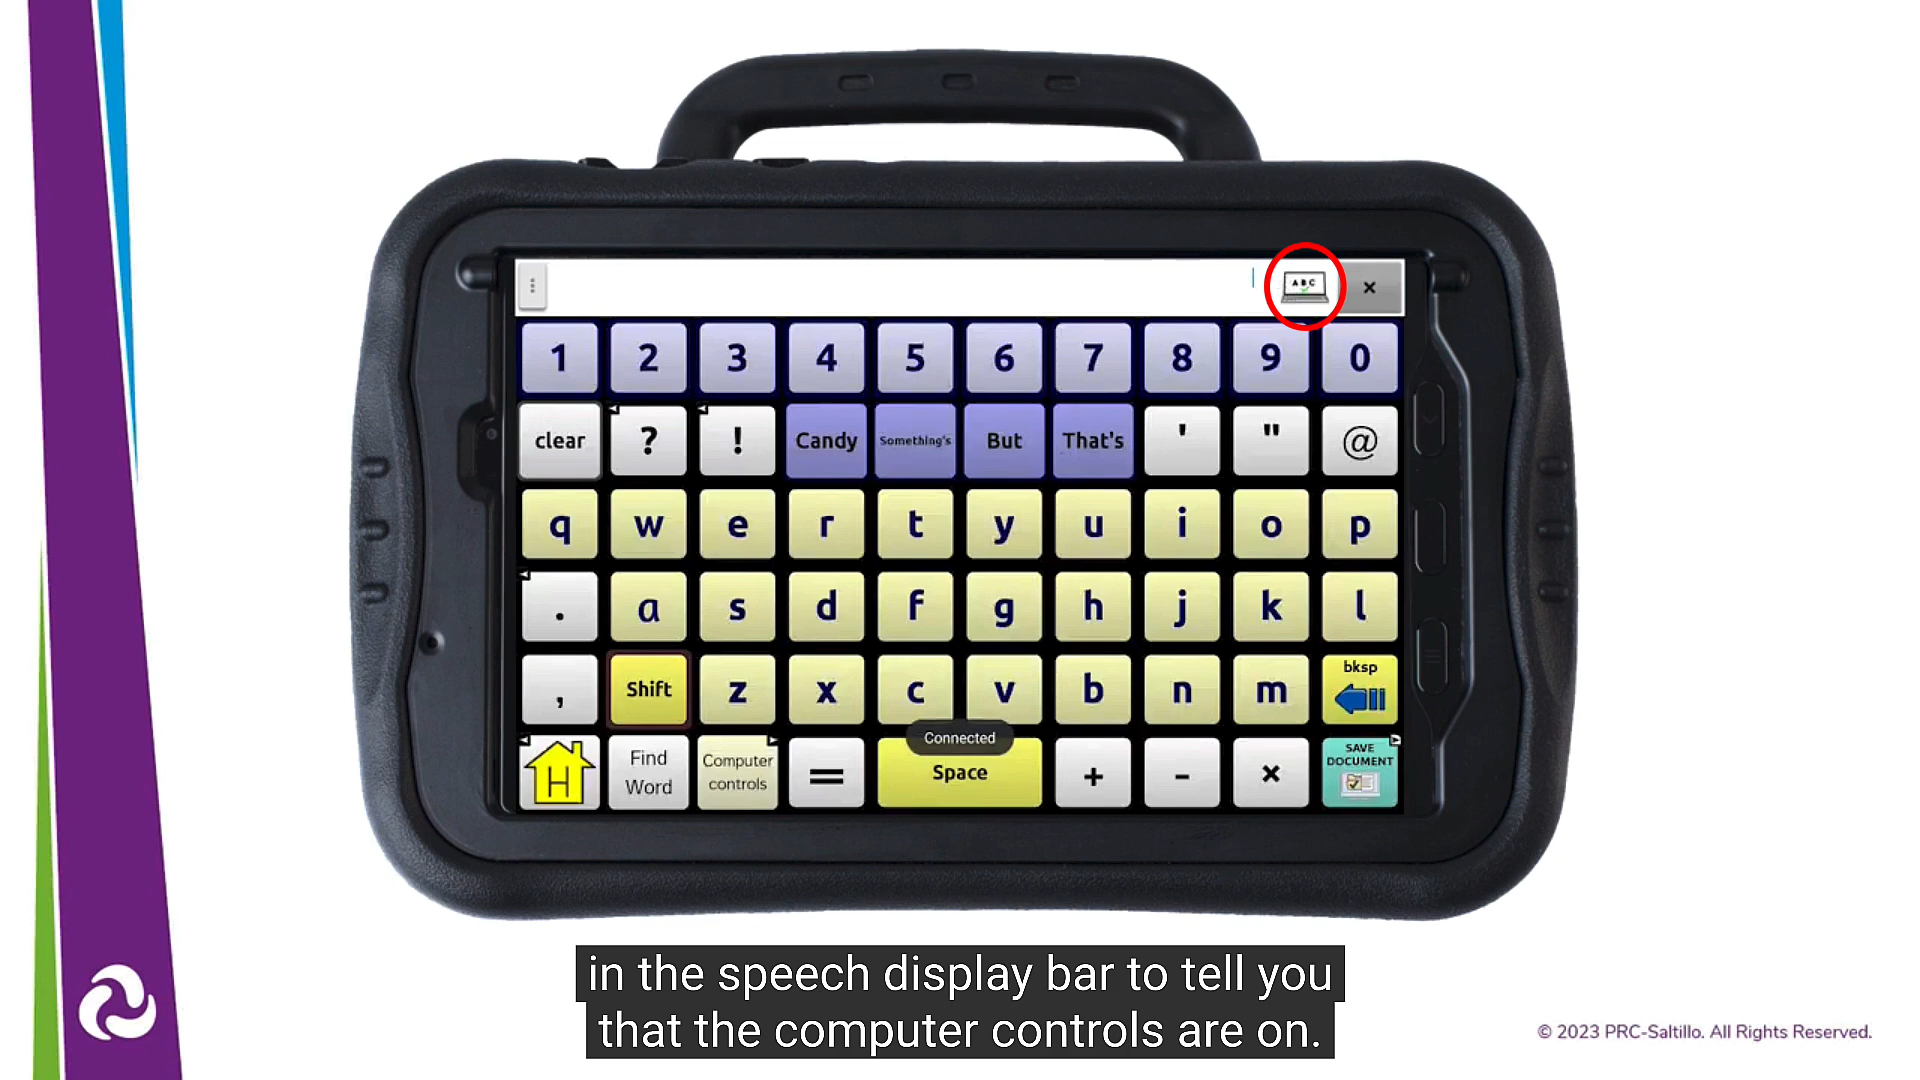 ABC ×
1 2 3 4 5 6 7 8 9 0
clear ? ! Candy Something's But That's ' " @
q w e r t y u i o p
. a s d f g h j k l
, Shift z x c v b n m bksp
Connected
H Find Word Computer controls = Space + - × SAVE DOCUMENT
in the speech display bar to tell you
that the computer controls are on.
© 2023 PRC-Saltillo. All Rights Reserved.